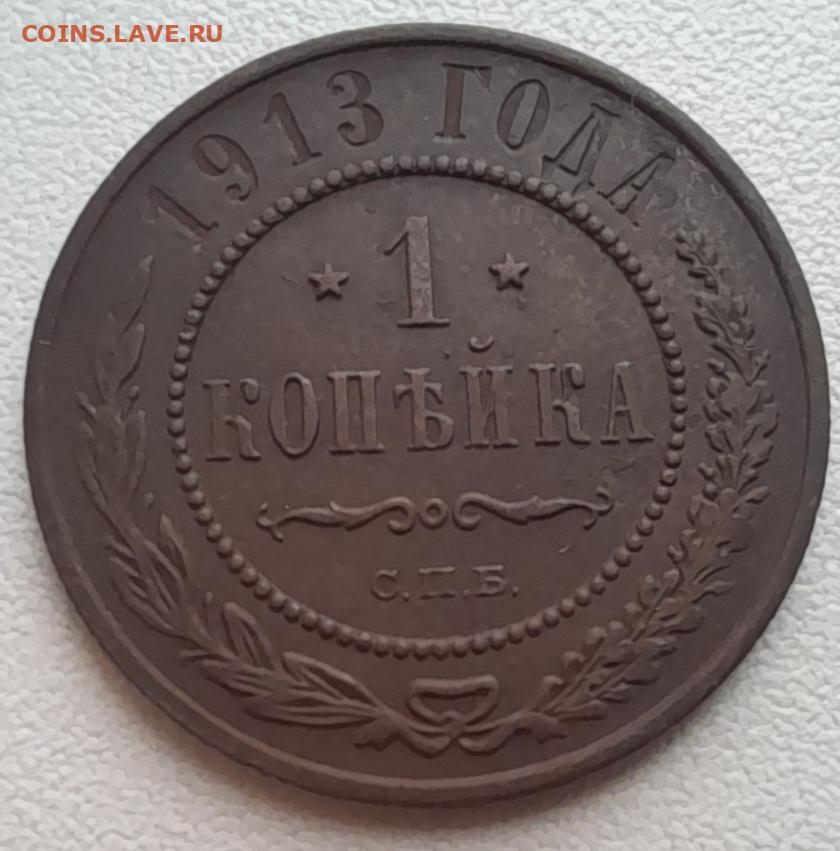 COINS.LAVE.RU
1913 ГОДА
1
КОПѢЙКА
С.П.Б.